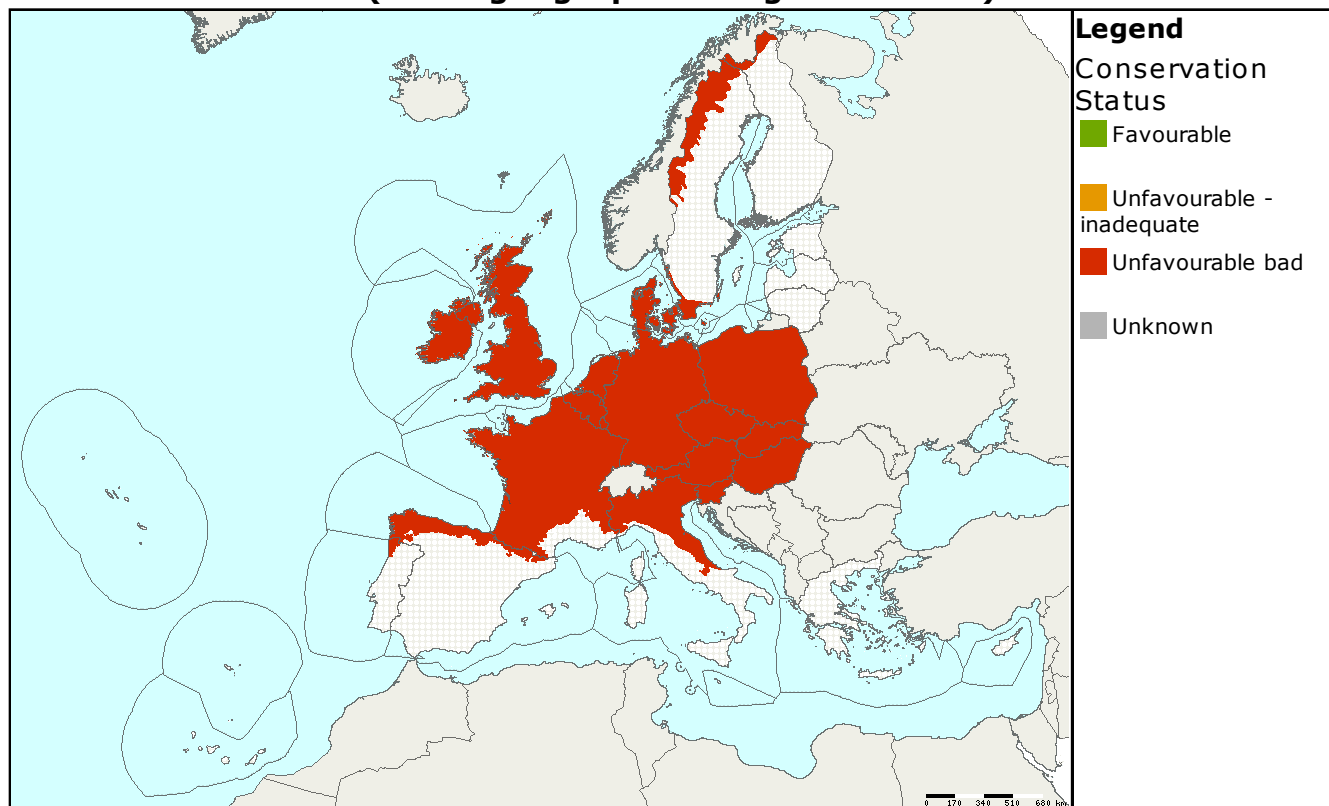 Legend
Conservation
Status
Favourable
Unfavourable -
inadequate
Unfavourable bad
Unknown
0 170 340 510 680 km.